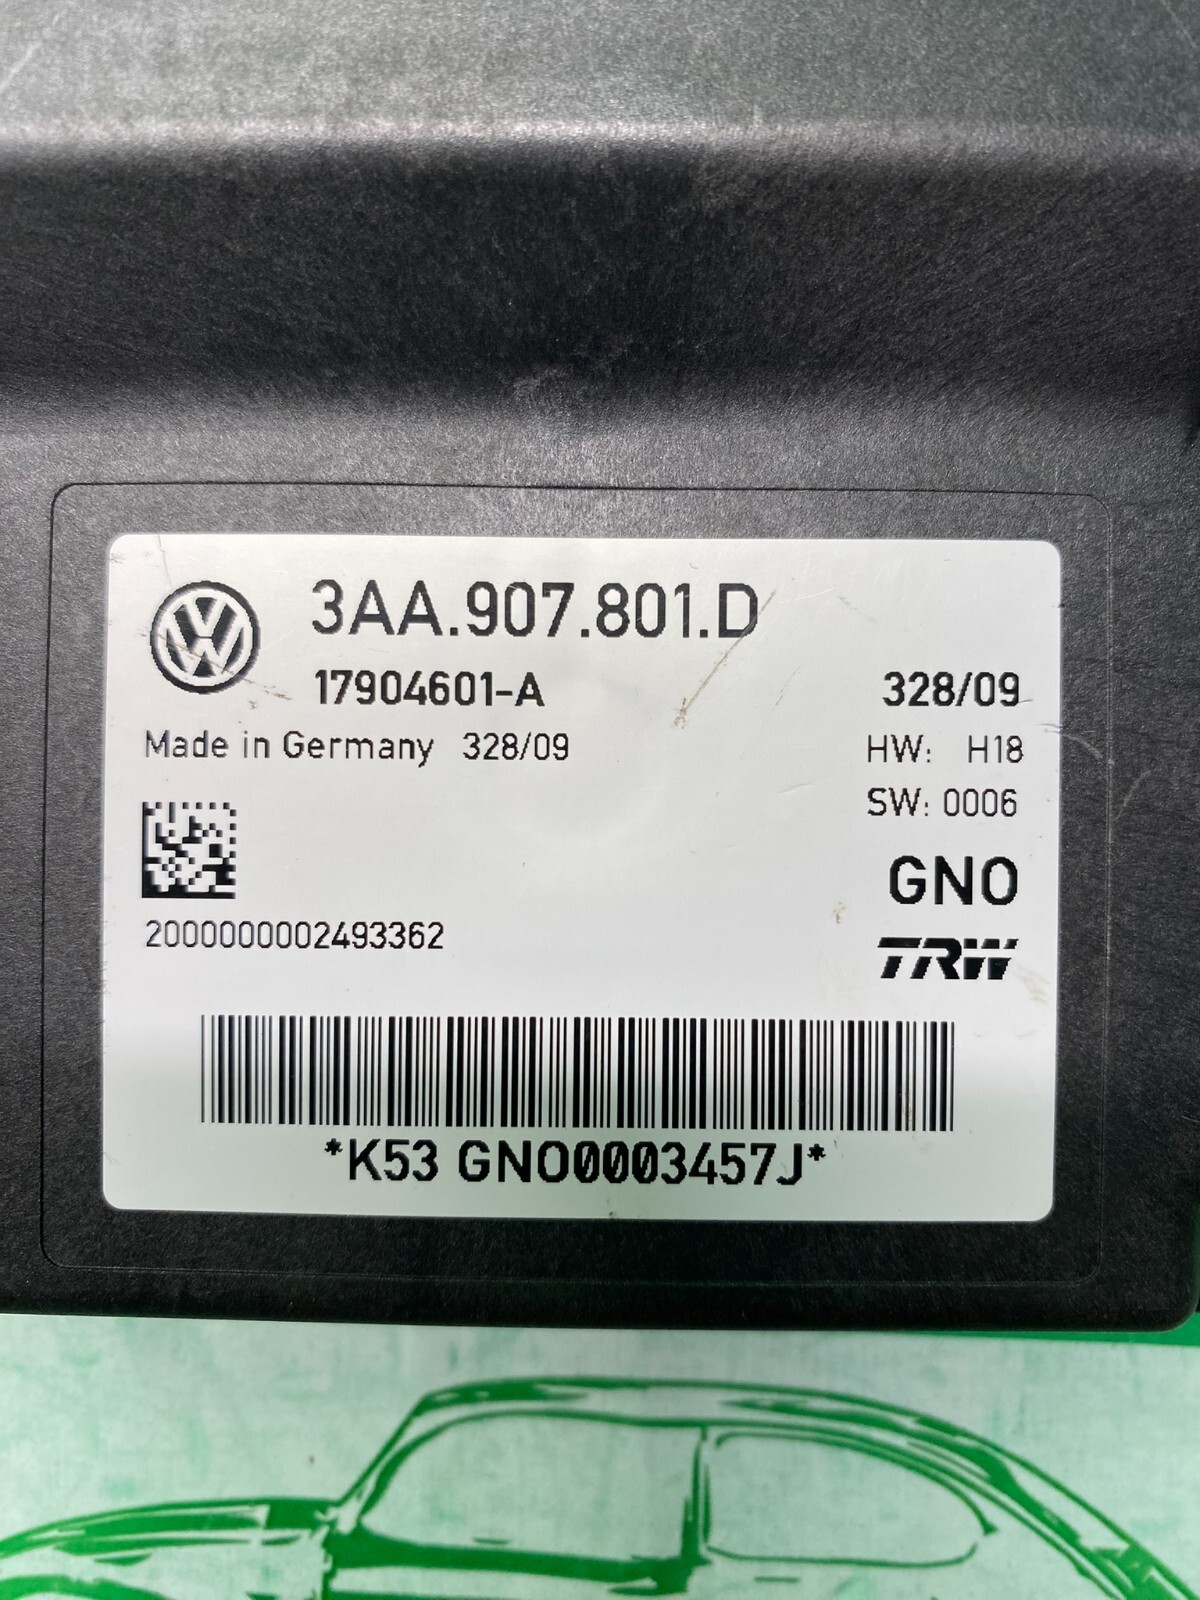 3AA.907.801.D
17904601-A
328/09
Made in Germany 328/09
HW: H18
SW: 0006
GNO
2000000002493362
TRW
*K53 GNO0003457J*